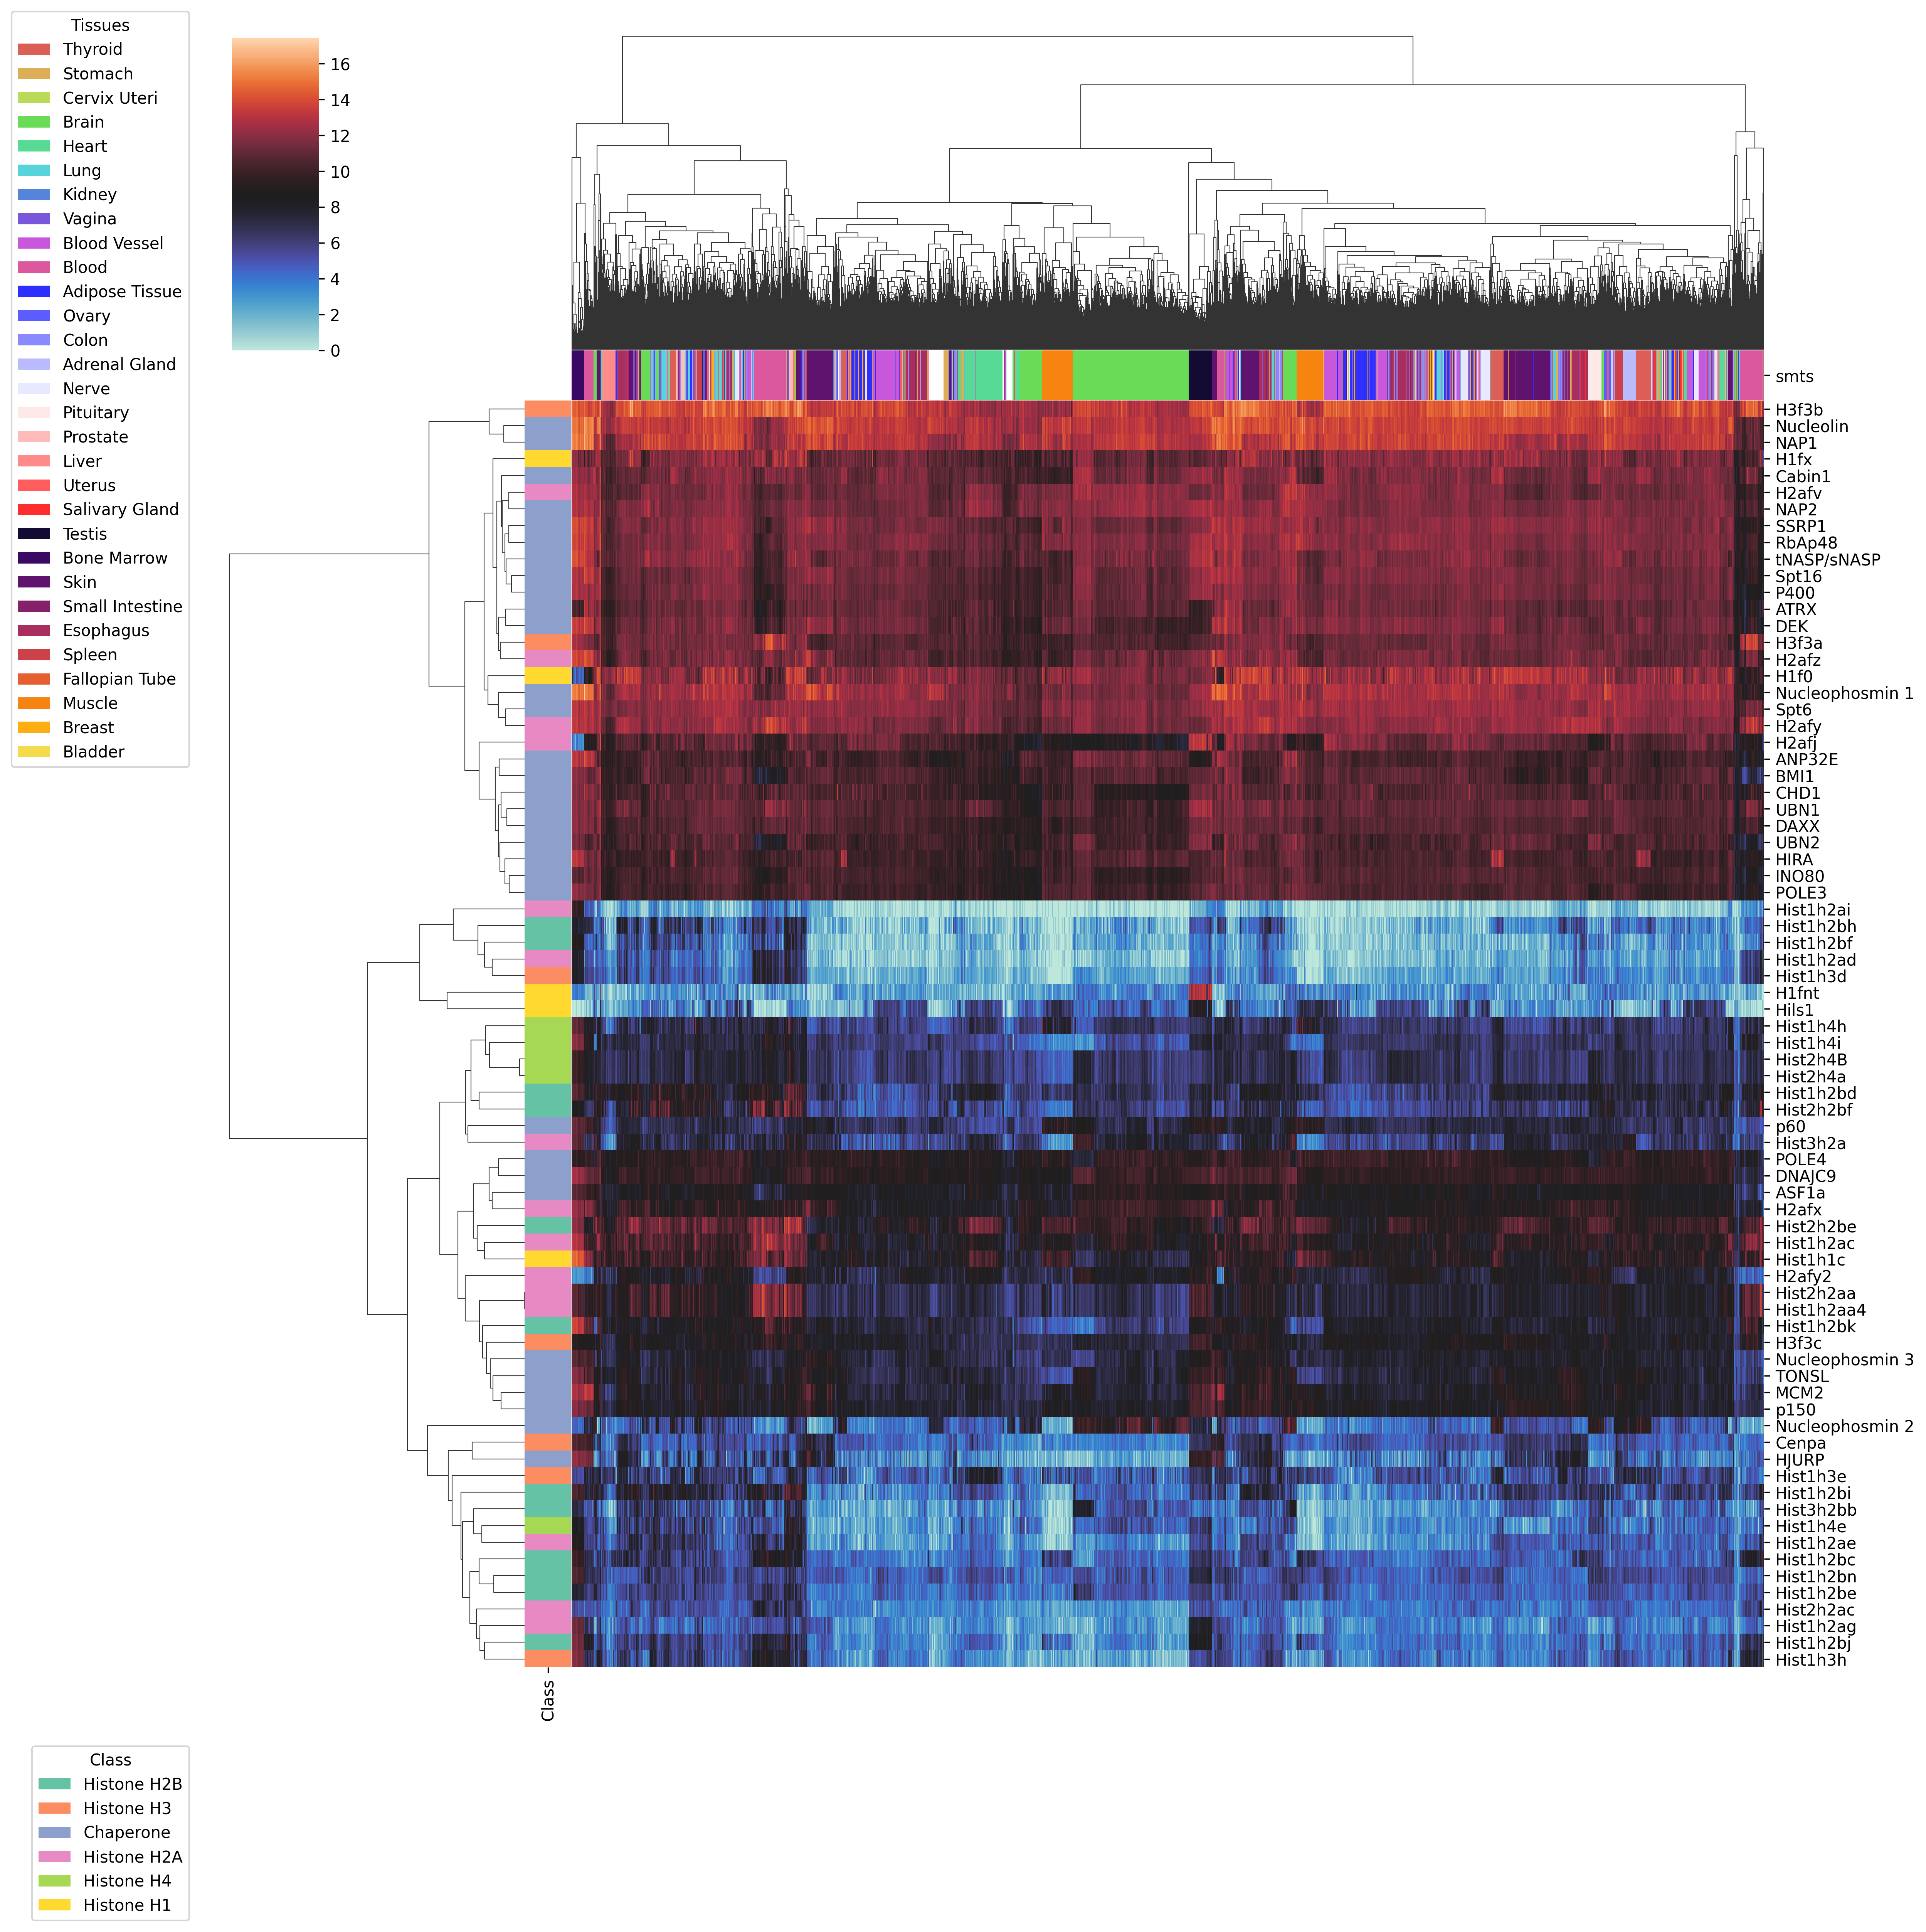 Tissues
Thyroid
Stomach
Cervix Uteri
Brain
Heart
Lung
Kidney
Vagina
Blood Vessel
Blood
Adipose Tissue
Ovary
Colon
Adrenal Gland
Nerve
Pituitary
Prostate
Liver
Uterus
Salivary Gland
Testis
Bone Marrow
Skin
Small Intestine
Esophagus
Spleen
Fallopian Tube
Muscle
Breast
Bladder
16
14
12
10
8
6
4
2
0
smts
H3f3b
Nucleolin
NAP1
H1fx
Cabin1
H2afv
NAP2
SSRP1
RbAp48
tNASP/sNASP
Spt16
P400
ATRX
DEK
H3f3a
H2afz
H1f0
Nucleophosmin 1
Spt6
H2afy
H2afj
ANP32E
BMI1
CHD1
UBN1
DAXX
UBN2
HIRA
INO80
POLE3
Hist1h2ai
Hist1h2bh
Hist1h2bf
Hist1h2ad
Hist1h3d
H1fnt
Hils1
Hist1h4h
Hist1h4i
Hist2h4B
Hist2h4a
Hist1h2bd
Hist2h2bf
p60
Hist3h2a
POLE4
DNAJC9
ASF1a
H2afx
Hist2h2be
Hist1h2ac
Hist1h1c
H2afy2
Hist2h2aa
Hist1h2aa4
Hist1h2bk
H3f3c
Nucleophosmin 3
TONSL
MCM2
p150
Nucleophosmin 2
Cenpa
HJURP
Hist1h3e
Hist1h2bi
Hist3h2bb
Hist1h4e
Hist1h2ae
Hist1h2bc
Hist1h2bn
Hist1h2be
Hist2h2ac
Hist1h2ag
Hist1h2bj
Hist1h3h
Class
Class
Histone H2B
Histone H3
Chaperone
Histone H2A
Histone H4
Histone H1